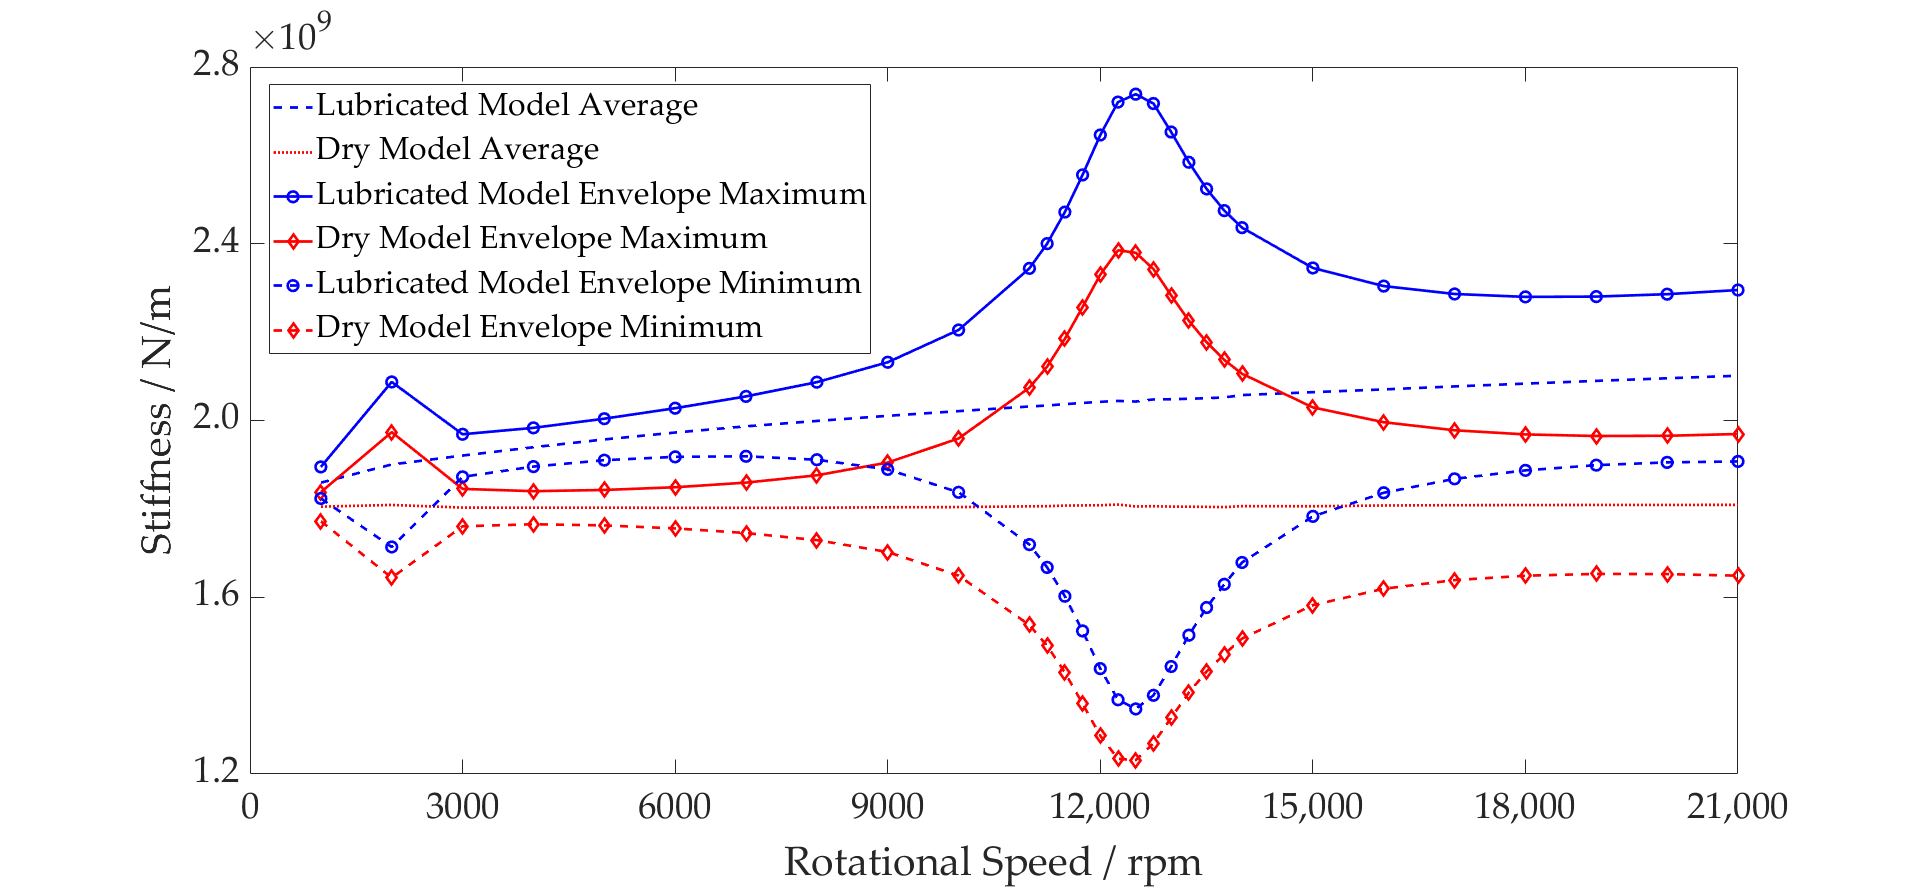 ×10⁹
2.8
2.4
2.0
1.6
1.2
Stiffness / N/m
Lubricated Model Average
Dry Model Average
Lubricated Model Envelope Maximum
Dry Model Envelope Maximum
Lubricated Model Envelope Minimum
Dry Model Envelope Minimum
0 3000 6000 9000 12,000 15,000 18,000 21,000
Rotational Speed / rpm